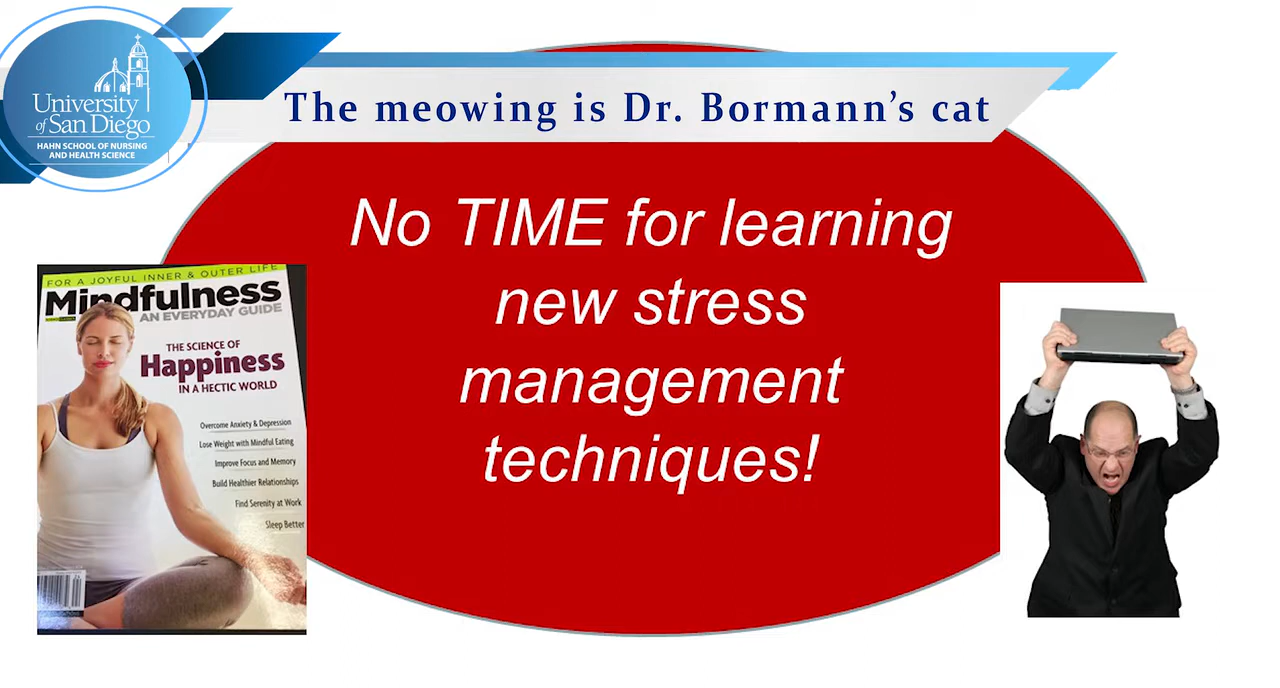 University
of San Diego
HAHN SCHOOL OF NURSING
AND HEALTH SCIENCE
The meowing is Dr. Bormann's cat
No TIME for learning
new stress
management
techniques!
FOR A JOYFUL INNER & OUTER LIFE
Mindfulness
AN EVERYDAY GUIDE
THE SCIENCE OF
Happiness
IN A HECTIC WORLD
Overcome Anxiety & Depression
Lose Weight with Mindful Eating
Improve Focus and Memory
Build Healthier Relationships
Find Serenity at Work
Sleep Better